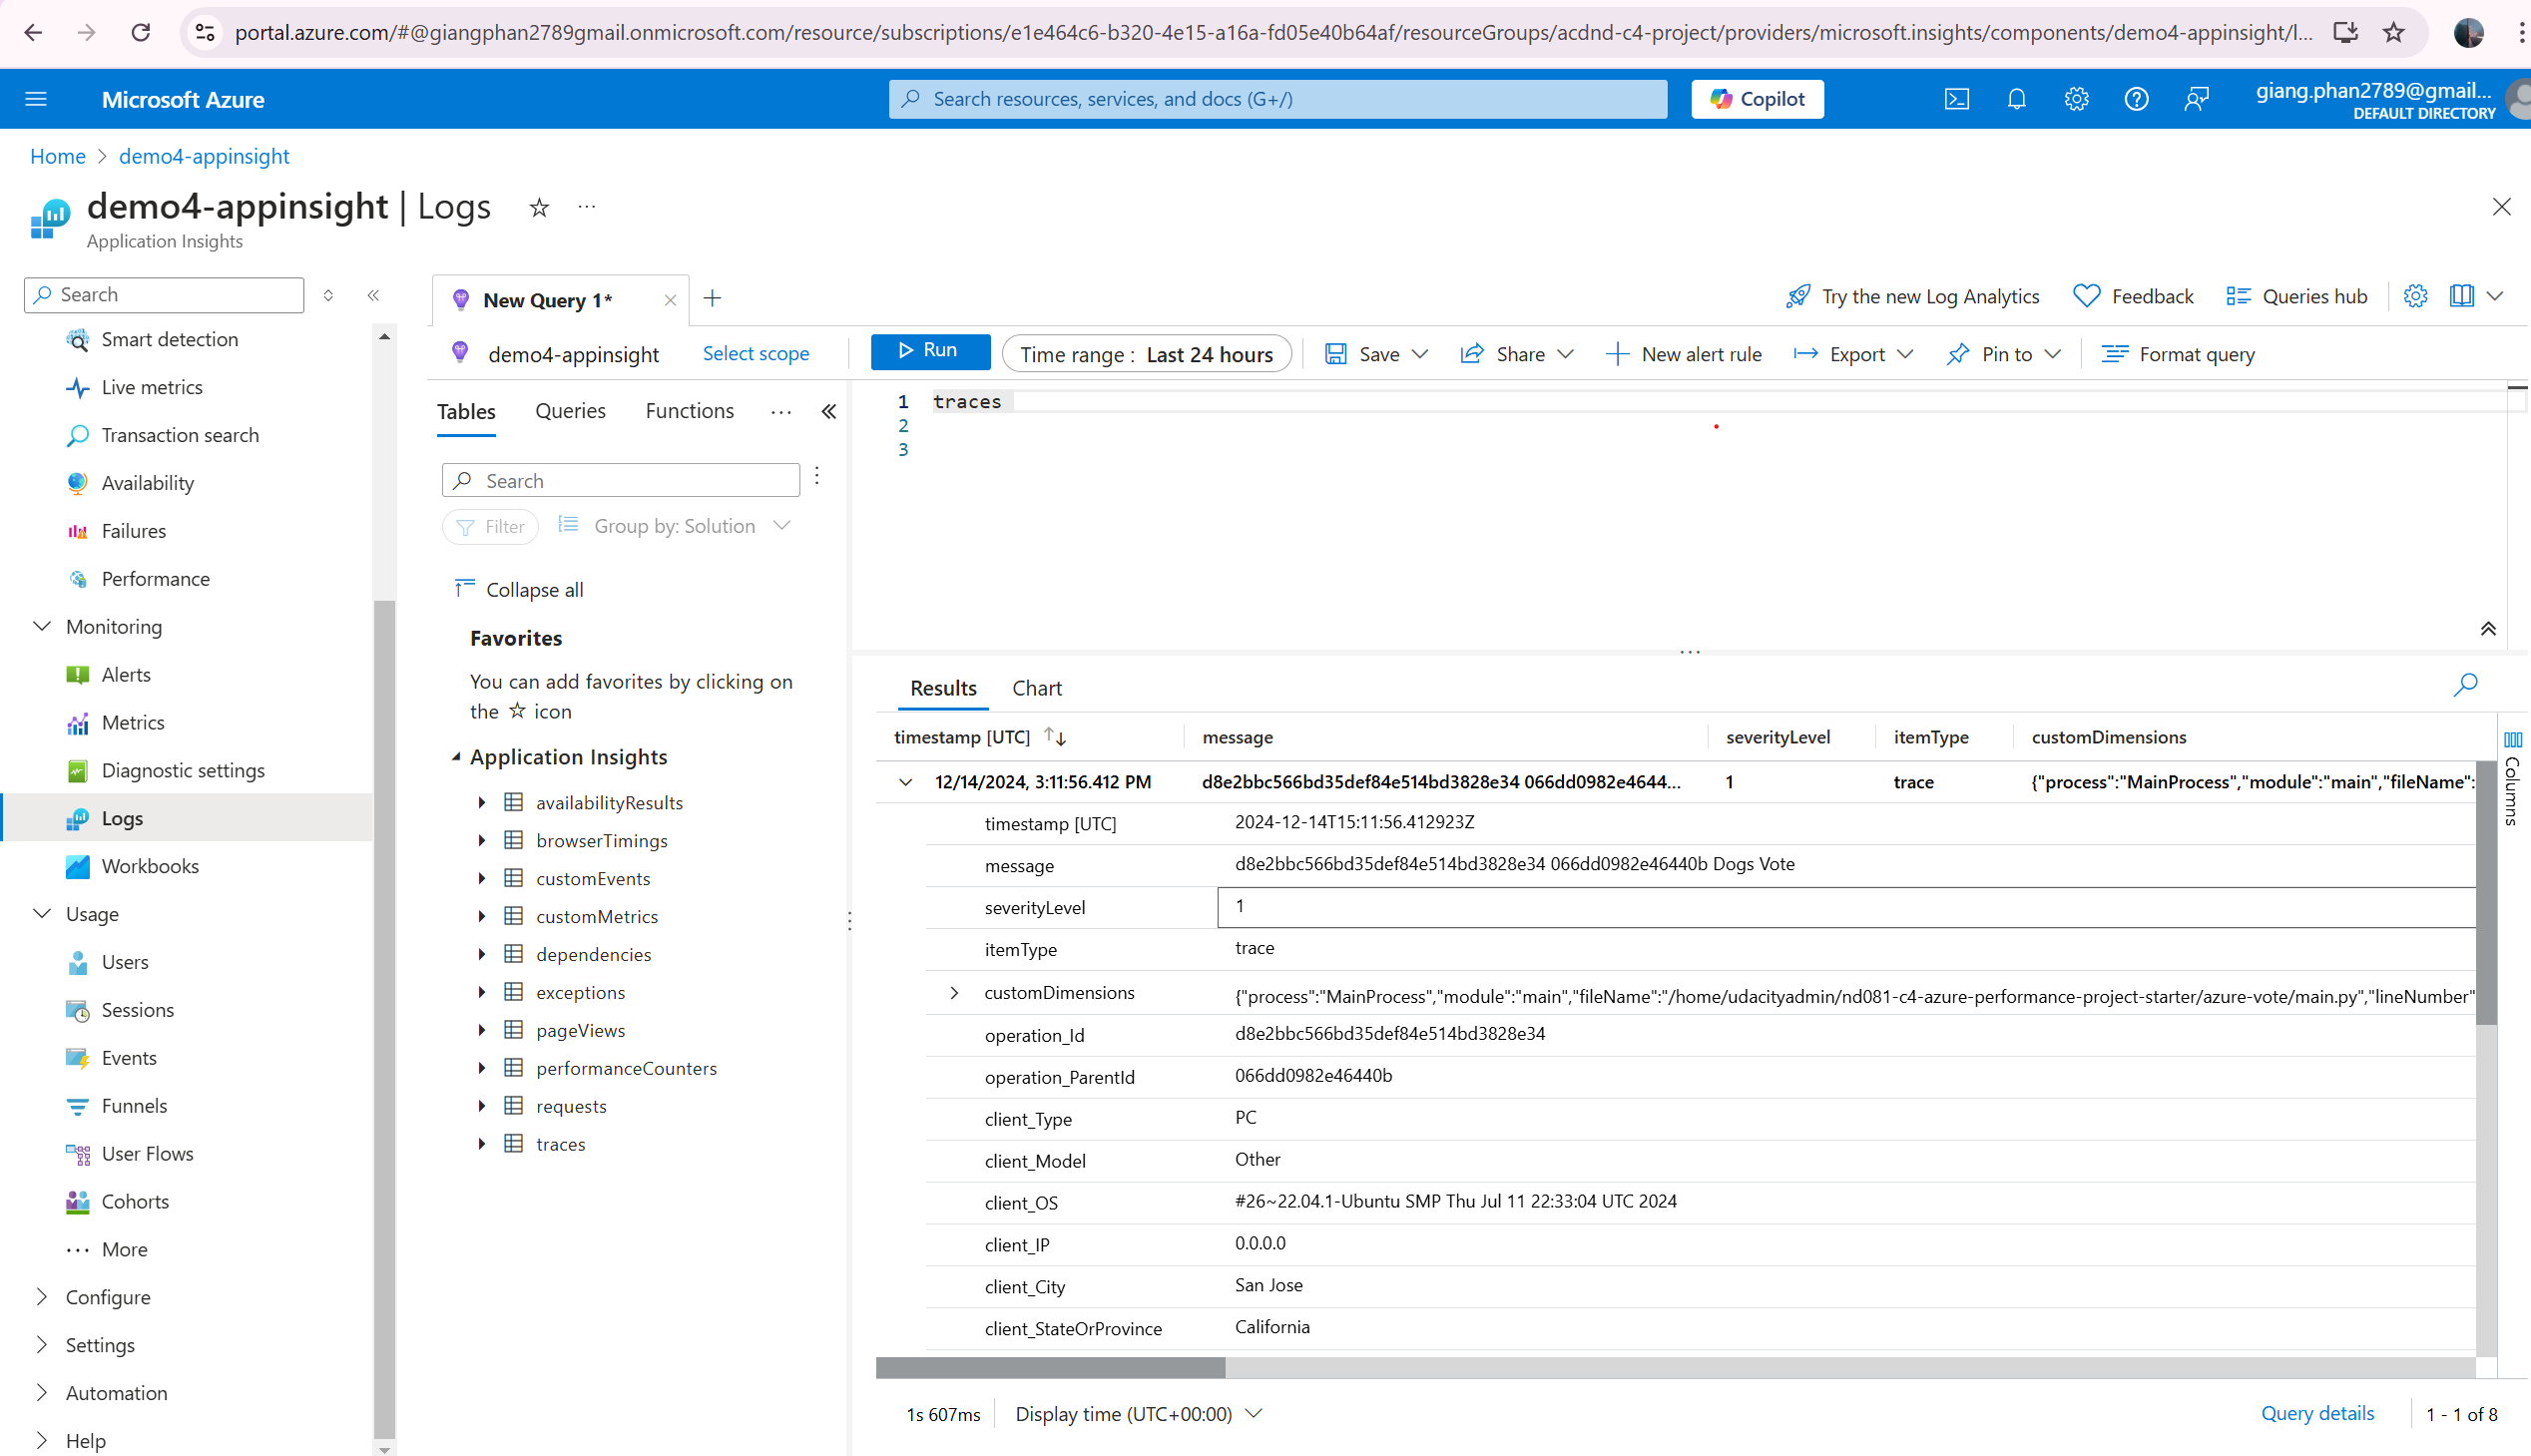 portal.azure.com/#@giangphan2789gmail.onmicrosoft.com/resource/subscriptions/e1e464c6-b320-4e15-a16a-fd05e40b64af/resourceGroups/acdnd-c4-project/providers/microsoft.insights/components/demo4-appinsight/l...
Microsoft Azure
Search resources, services, and docs (G+/)
Copilot
giang.phan2789@gmail...
DEFAULT DIRECTORY
Home > demo4-appinsight
demo4-appinsight | Logs
Application Insights
Search
Smart detection
Live metrics
Transaction search
Availability
Failures
Performance
Monitoring
Alerts
Metrics
Diagnostic settings
Logs
Workbooks
Usage
Users
Sessions
Events
Funnels
User Flows
Cohorts
More
Configure
Settings
Automation
Help
New Query 1*
Try the new Log Analytics
Feedback
Queries hub
demo4-appinsight
Select scope
Run
Time range : Last 24 hours
Save
Share
New alert rule
Export
Pin to
Format query
Tables
Queries
Functions
Search
Filter
Group by: Solution
Collapse all
Favorites
You can add favorites by clicking on
the ☆ icon
Application Insights
availabilityResults
browserTimings
customEvents
customMetrics
dependencies
exceptions
pageViews
performanceCounters
requests
traces
1 traces
2
3
Results
Chart
timestamp [UTC] message severityLevel itemType customDimensions
12/14/2024, 3:11:56.412 PM d8e2bbc566bd35def84e514bd3828e34 066dd0982e4644... 1 trace {"process":"MainProcess","module":"main","fileName":
timestamp [UTC] 2024-12-14T15:11:56.412923Z
message d8e2bbc566bd35def84e514bd3828e34 066dd0982e46440b Dogs Vote
severityLevel 1
itemType trace
customDimensions {"process":"MainProcess","module":"main","fileName":"/home/udacityadmin/nd081-c4-azure-performance-project-starter/azure-vote/main.py","lineNumber"
operation_Id d8e2bbc566bd35def84e514bd3828e34
operation_ParentId 066dd0982e46440b
client_Type PC
client_Model Other
client_OS #26~22.04.1-Ubuntu SMP Thu Jul 11 22:33:04 UTC 2024
client_IP 0.0.0.0
client_City San Jose
client_StateOrProvince California
Columns
1s 607ms
Display time (UTC+00:00)
Query details
1 - 1 of 8